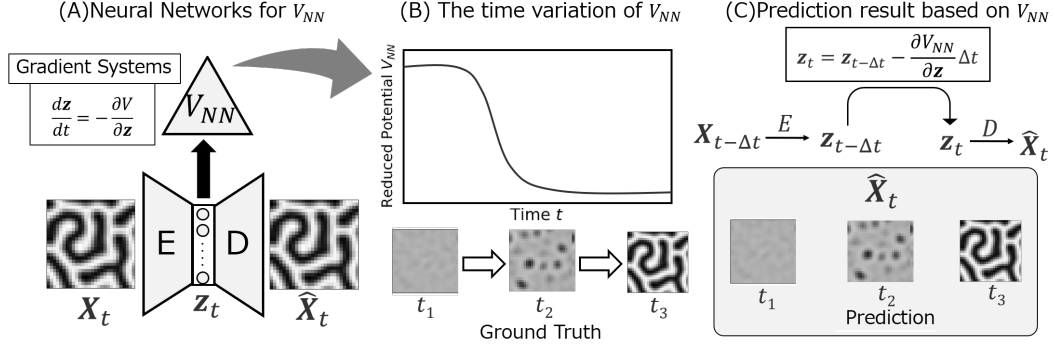 (A)Neural Networks for V_NN
Gradient Systems
dz/dt = −∂V/∂z
V_NN
E
D
X_t
z_t
X̂_t
(B) The time variation of V_NN
Reduced Potential V_NN
Time t
t_1
t_2
t_3
Ground Truth
(C)Prediction result based on V_NN
z_t = z_{t−Δt} − ∂V_NN/∂z Δt
X_{t−Δt} E z_{t−Δt} z_t D X̂_t
X̂_t
t_1
t_2
t_3
Prediction